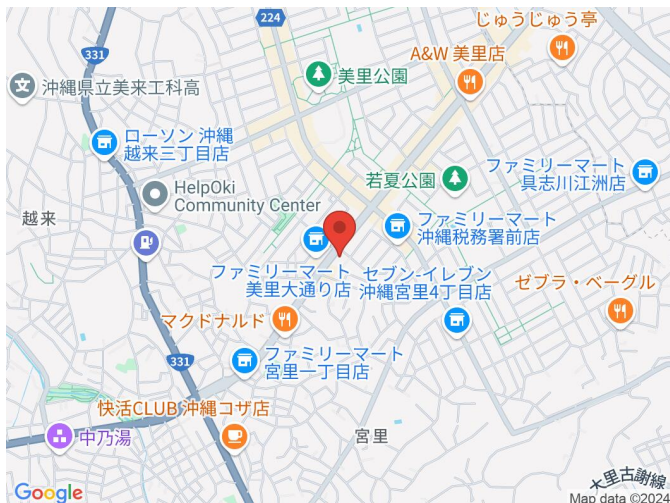 224
じゅうじゅう亭
331
A&W 美里店
美里公園
沖縄県立美来工科高
ローソン 沖縄
越来三丁目店
若夏公園
ファミリーマート
具志川江洲店
HelpOki
Community Center
越来
ファミリーマート
沖縄税務署前店
ファミリーマート
美里大通り店
セブン-イレブン
沖縄宮里4丁目店
ゼブラ・ベーグル
マクドナルド
331
ファミリーマート
宮里一丁目店
快活CLUB 沖縄コザ店
中乃湯
宮里
大里古謝線
Google
Map data ©2024